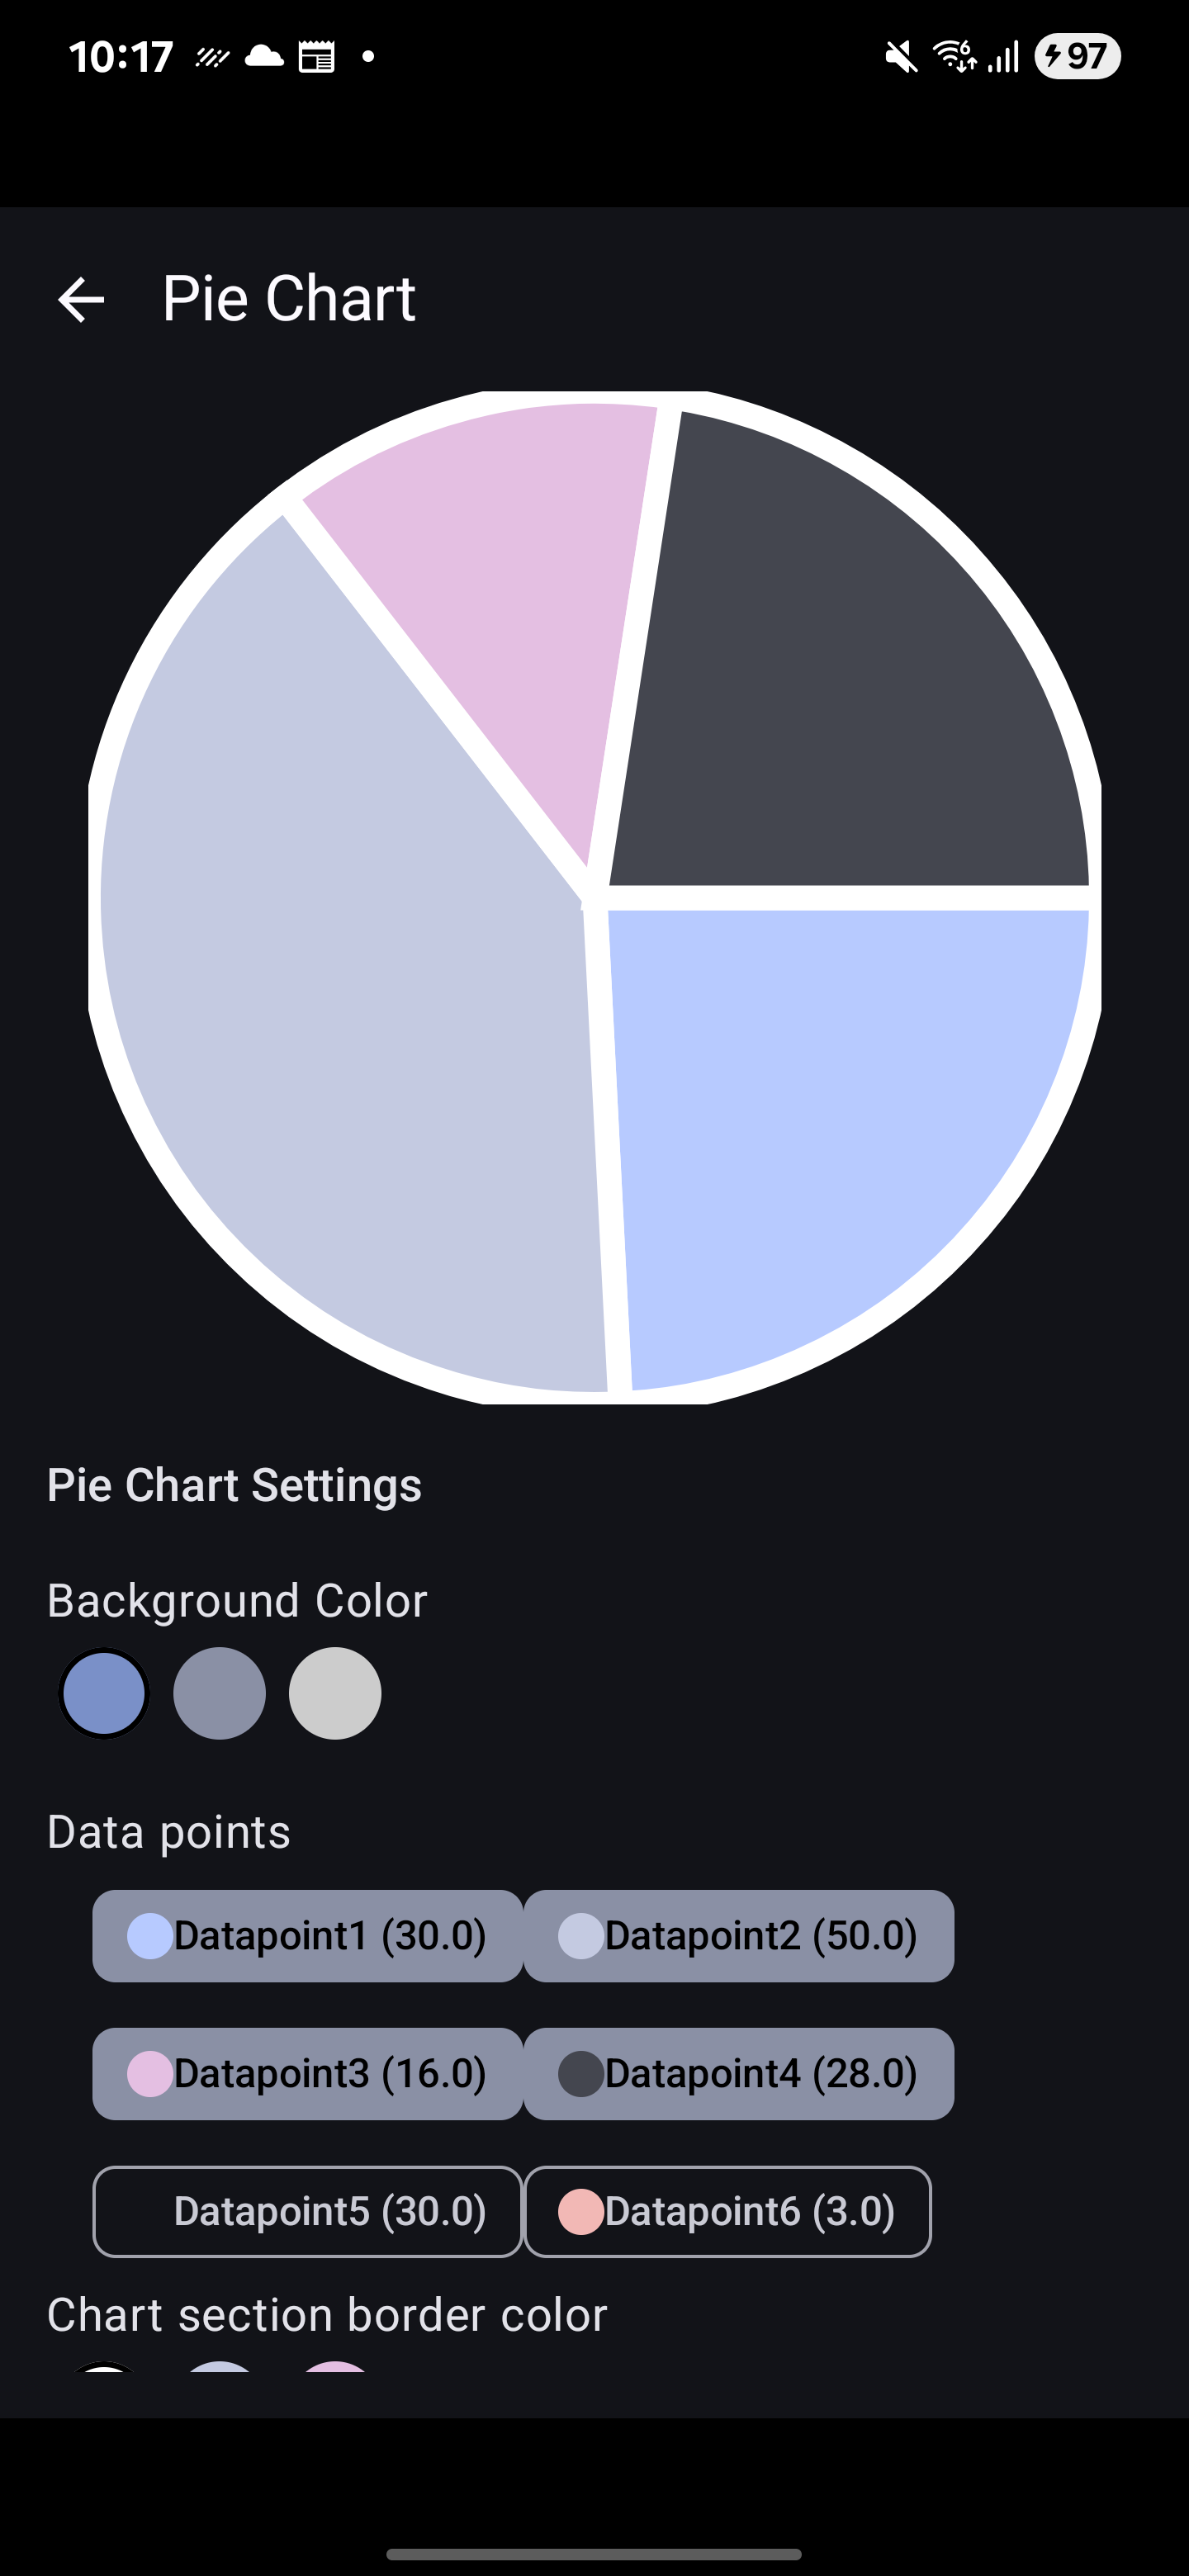 10:17
6
97
Pie Chart
Pie Chart Settings
Background Color
Data points
Datapoint1 (30.0) Datapoint2 (50.0)
Datapoint3 (16.0) Datapoint4 (28.0)
Datapoint5 (30.0) Datapoint6 (3.0)
Chart section border color